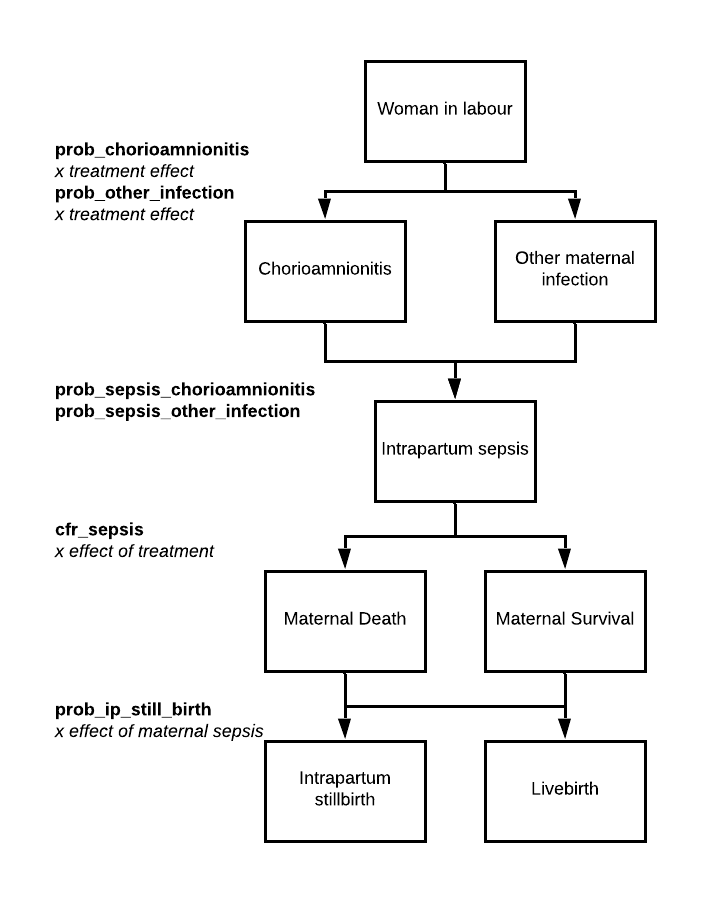 Woman in labour
prob_chorioamnionitis
x treatment effect
prob_other_infection
x treatment effect
Chorioamnionitis
Other maternal
infection
prob_sepsis_chorioamnionitis
prob_sepsis_other_infection
Intrapartum sepsis
cfr_sepsis
x effect of treatment
Maternal Death
Maternal Survival
prob_ip_still_birth
x effect of maternal sepsis
Intrapartum
stillbirth
Livebirth